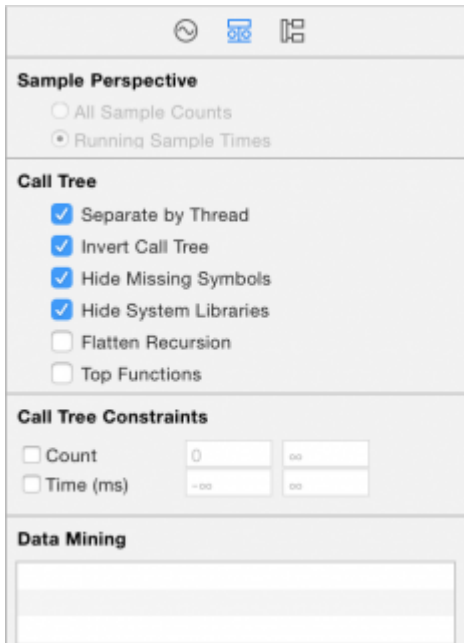 Sample Perspective
All Sample Counts
Running Sample Times
Call Tree
Separate by Thread
Invert Call Tree
Hide Missing Symbols
Hide System Libraries
Flatten Recursion
Top Functions
Call Tree Constraints
Count 0 ∞
Time (ms) -∞ ∞
Data Mining